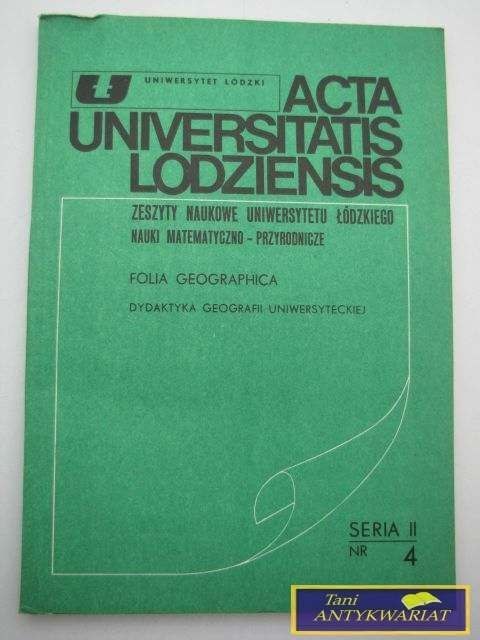 UNIWERSYTET ŁÓDZKI
ACTA
UNIVERSITATIS
LODZIENSIS
ZESZYTY NAUKOWE UNIWERSYTETU ŁÓDZKIEGO
NAUKI MATEMATYCZNO-PRZYRODNICZE
FOLIA GEOGRAPHICA
DYDAKTYKA GEOGRAFII UNIWERSYTECKIEJ
SERIA II
NR 4
Tani
ANTYKWARIAT